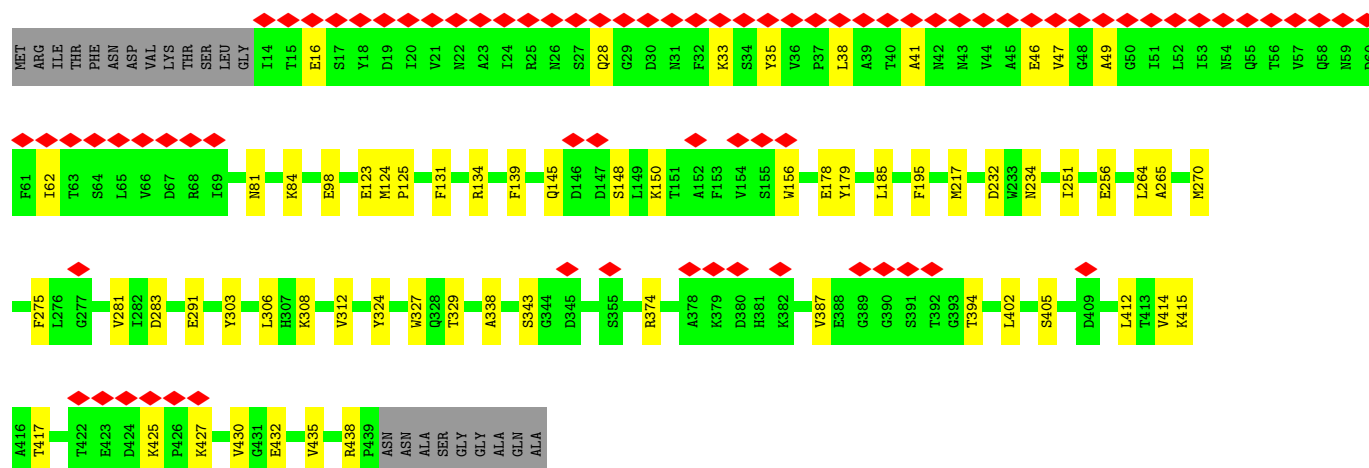 MET ARG ILE THR PHE ASN ASP VAL LYS THR SER LEU GLY I14 T15 E16 S17 Y18 D19 I20 V21 N22 A23 I24 R25 N26 S27 Q28 G29 D30 N31 F32 K33 S34 Y35 V36 P37 L38 A39 T40 A41 N42 N43 V44 A45 E46 V47 G48 A49 G50 I51 L52 I53 N54 Q55 T56 V57 Q58 N59
F61 I62 T63 S64 L65 V66 D67 R68 I69 N81 K84 E98 E123 M124 P125 F131 R134 F139 Q145 D146 D147 S148 L149 K150 T151 A152 F153 V154 S155 W156 E178 Y179 L185 F195 M217 D232 W233 N234 I251 E256 L264 A265 M270
F275 L276 G277 V281 I282 D283 E291 Y303 L306 H307 K308 V312 Y324 W327 Q328 T329 A338 S343 G344 D345 S355 R374 A378 K379 D380 H381 K382 V387 E388 G389 G390 S391 T392 G393 T394 L402 S405 D409 L412 T413 V414 K415
A416 T417 T422 E423 D424 K425 P426 K427 V430 G431 E432 V435 R438 P439 ASN ASN ALA SER GLY GLY ALA GLN ALA